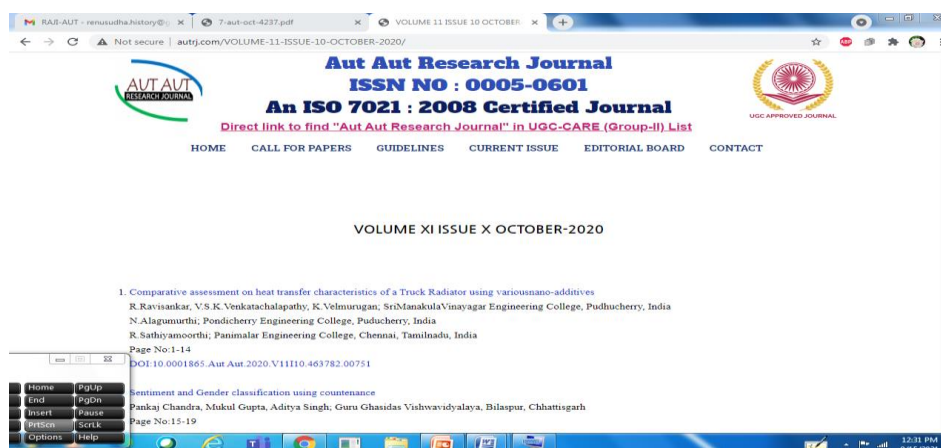 RAJI-AUT - renusudha.history@g
7-aut-oct-4237.pdf
VOLUME 11 ISSUE 10 OCTOBER-
Not secure | autrj.com/VOLUME-11-ISSUE-10-OCTOBER-2020/
ABP
AUT AUT
RESEARCH JOURNAL
Aut Aut Research Journal
ISSN NO : 0005-0601
An ISO 7021 : 2008 Certified Journal
Direct link to find "Aut Aut Research Journal" in UGC-CARE (Group-II) List
UGC APPROVED JOURNAL
HOME CALL FOR PAPERS GUIDELINES CURRENT ISSUE EDITORIAL BOARD CONTACT
VOLUME XI ISSUE X OCTOBER-2020
1. Comparative assessment on heat transfer characteristics of a Truck Radiator using variousnano-additives
R.Ravisankar, V.S.K.Venkatachalapathy, K.Velmurugan; SriManakulaVinayagar Engineering College, Pudhucherry, India
N.Alagumurthi; Pondicherry Engineering College, Puducherry, India
R.Sathiyamoorthi; Panimalar Engineering College, Chennai, Tamilnadu, India
Page No:1-14
DOI:10.0001865.Aut Aut.2020.V11I10.463782.00751
Sentiment and Gender classification using countenance
Pankaj Chandra, Mukul Gupta, Aditya Singh; Guru Ghasidas Vishwavidyalaya, Bilaspur, Chhattisgarh
Page No:15-19
Home PgUp
End PgDn
Insert Pause
PrtScn ScrLk
Options Help
12:31 PM